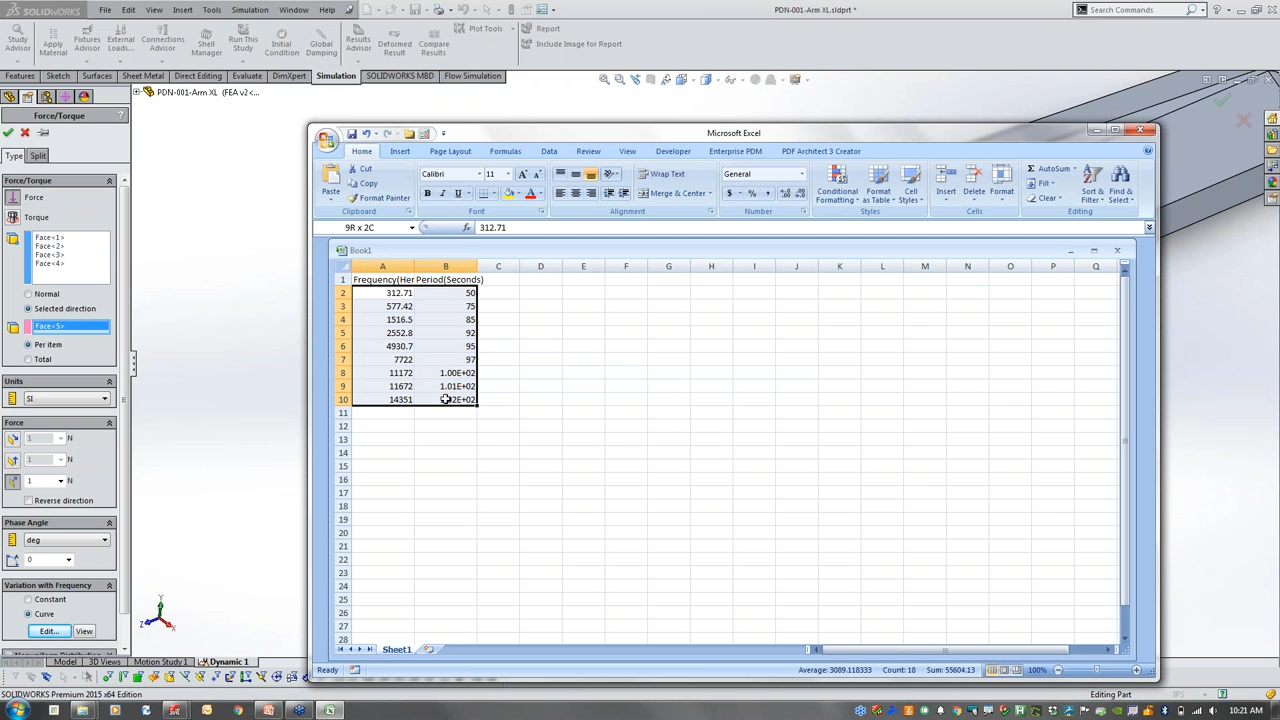 SOLIDWORKS
File Edit View Insert Tools Simulation Window Help
PDN-001-Arm XL.sldprt *
Search Commands
Study Advisor
Apply Material
Fixtures Advisor
External Loads...
Connections Advisor
Shell Manager
Run This Study
Initial Condition
Global Damping
Results Advisor
Deformed Result
Compare Results
Plot Tools
Report
Include Image for Report
Features Sketch Surfaces Sheet Metal Direct Editing Evaluate DimXpert Simulation SOLIDWORKS MBD Flow Simulation
PDN-001-Arm XL (FEA v2<...
Force/Torque
?
Type Split
Force/Torque
Force
Torque
Face<1>
Face<2>
Face<3>
Face<4>
Normal
Selected direction
Face<5>
Per item
Total
Units
SI
Force
1 N
1 N
1 N
Reverse direction
Phase Angle
deg
0
Variation with Frequency
Constant
Curve
Edit... View
Microsoft Excel
Home Insert Page Layout Formulas Data Review View Developer Enterprise PDM PDF Architect 3 Creator
Paste
Cut
Copy
Format Painter
Clipboard
Calibri 11
B I U
Font
Wrap Text
Merge & Center
Alignment
General
$ % ,
Number
Conditional Formatting
Format as Table
Cell Styles
Styles
Insert Delete Format
Cells
Σ AutoSum
Fill
Clear
Sort & Filter
Find & Select
Editing
9R x 2C
fx 312.71
Book1
A B C D E F G H I J K L M N O P Q
1 Frequency(Her Period(Seconds)
2 312.71 50
3 577.42 75
4 1516.5 85
5 2552.8 92
6 4930.7 95
7 7722 97
8 11172 1.00E+02
9 11672 1.01E+02
10 14351
11
12
13
14
15
16
17
18
19
20
21
22
23
24
25
26
27
28
Sheet1
Ready
Average: 3089.118333 Count: 18 Sum: 55604.13
100%
Model 3D Views Motion Study 1 Dynamic 1
SOLIDWORKS Premium 2015 x64 Edition
Editing Part
IPS
10:21 AM